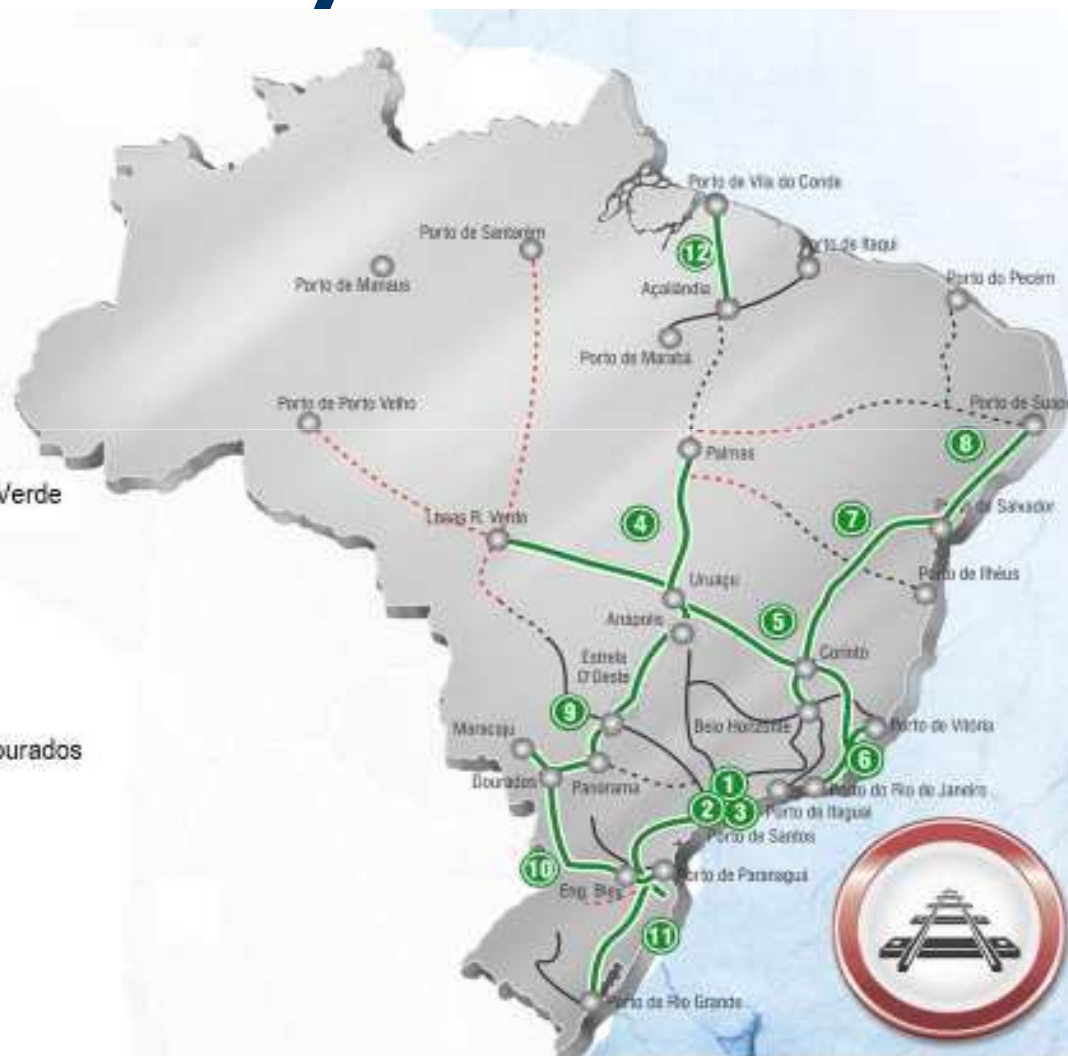 Porto de Vila do Conde
Porto de Santarém
Porto de Itaqui
12
Porto de Manaus
Açailândia
Porto do Pecém
Porto de Marabá
Porto de Porto Velho
Porto de Suape
8
Palmas
Verde
Lucas R. Verde
4
7
Porto de Salvador
Uruaçu
Porto de Ilhéus
Anápolis
5
Corinto
Estrela
D'Oeste
9
Belo Horizonte
Porto de Vitória
Maracaju
ourados
6
Dourados
Panorama
1
Porto do Rio de Janeiro
2
3
Porto de Itaguaí
Porto de Santos
10
Eng. Bley
Porto de Paranaguá
11
Porto de Rio Grande